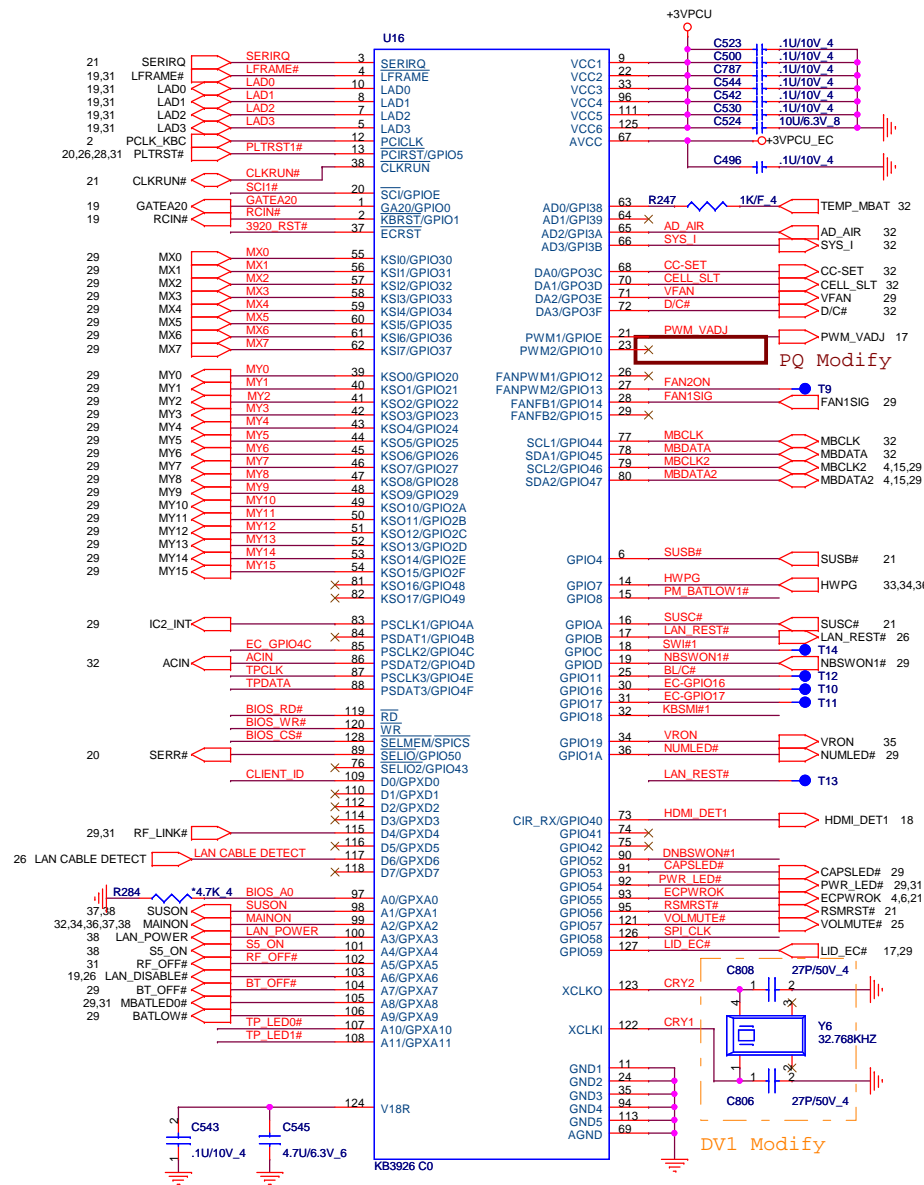 +3VPCU
U16
21 SERIRQ SERIRQ 3 SERIRQ
19,31 LFRAME# LFRAME# 4 LFRAME
19,31 LAD0 LAD0 10 LAD0
19,31 LAD1 LAD1 8 LAD1
19,31 LAD2 LAD2 7 LAD2
19,31 LAD3 LAD3 5 LAD3
2 PCLK_KBC 12 PCICLK
20,26,28,31 PLTRST# PLTRST1# 13 PCIRST/GPIO5
21 CLKRUN# CLKRUN# 38 CLKRUN
SCI1# 20 SCI/GPIOE
19 GATEA20 GATEA20 1 GA20/GPIO0
19 RCIN# RCIN# 2 KBRST/GPIO1
3920_RST# 37 ECRST
29 MX0 MX0 55 KSI0/GPIO30
29 MX1 MX1 56 KSI1/GPIO31
29 MX2 MX2 57 KSI2/GPIO32
29 MX3 MX3 58 KSI3/GPIO33
29 MX4 MX4 59 KSI4/GPIO34
29 MX5 MX5 60 KSI5/GPIO35
29 MX6 MX6 61 KSI6/GPIO36
29 MX7 MX7 62 KSI7/GPIO37
29 MY0 MY0 39 KSO0/GPIO20
29 MY1 MY1 40 KSO1/GPIO21
29 MY2 MY2 41 KSO2/GPIO22
29 MY3 MY3 42 KSO3/GPIO23
29 MY4 MY4 43 KSO4/GPIO24
29 MY5 MY5 44 KSO5/GPIO25
29 MY6 MY6 45 KSO6/GPIO26
29 MY7 MY7 46 KSO7/GPIO27
29 MY8 MY8 47 KSO8/GPIO28
29 MY9 MY9 48 KSO9/GPIO29
29 MY10 MY10 49 KSO10/GPIO2A
29 MY11 MY11 50 KSO11/GPIO2B
29 MY12 MY12 51 KSO12/GPIO2C
29 MY13 MY13 52 KSO13/GPIO2D
29 MY14 MY14 53 KSO14/GPIO2E
29 MY15 MY15 54 KSO15/GPIO2F
81 KSO16/GPIO48
82 KSO17/GPIO49
29 IC2_INT 83 PSCLK1/GPIO4A
84 PSDAT1/GPIO4B
EC_GPIO4C 85 PSCLK2/GPIO4C
32 ACIN ACIN 86 PSDAT2/GPIO4D
TPCLK 87 PSCLK3/GPIO4E
TPDATA 88 PSDAT3/GPIO4F
BIOS_RD# 119 RD
BIOS_WR# 120 WR
BIOS_CS# 128 SELMEM/SPICS
20 SERR# 89 SELIO/GPIO50
76 SELIO2/GPIO43
CLIENT_ID 109 D0/GPXD0
110 D1/GPXD1
112 D2/GPXD2
114 D3/GPXD3
29,31 RF_LINK# 115 D4/GPXD4
116 D5/GPXD5
26 LAN CABLE DETECT LAN CABLE DETECT 117 D6/GPXD6
118 D7/GPXD7
R284 *4.7K_4 BIOS_A0 97 A0/GPXA0
37,38 SUSON SUSON 98 A1/GPXA1
32,34,36,37,38 MAINON MAINON 99 A2/GPXA2
38 LAN_POWER LAN_POWER 100 A3/GPXA3
38 S5_ON S5_ON 101 A4/GPXA4
31 RF_OFF# RF_OFF# 102 A5/GPXA5
19,26 LAN_DISABLE# 103 A6/GPXA6
29 BT_OFF# BT_OFF# 104 A7/GPXA7
29,31 MBATLED0# 105 A8/GPXA8
29 BATLOW# 106 A9/GPXA9
TP_LED0# 107 A10/GPXA10
TP_LED1# 108 A11/GPXA11
124 V18R
C543 .1U/10V_4 2 1
C545 4.7U/6.3V_6
KB3926 C0
VCC1 9 C523 .1U/10V_4
VCC2 22 C500 .1U/10V_4
VCC3 33 C787 .1U/10V_4
VCC4 96 C544 .1U/10V_4
VCC5 111 C542 .1U/10V_4
VCC6 125 C530 .1U/10V_4
C524 10U/6.3V_8
AVCC 67 +3VPCU_EC
C496 .1U/10V_4
AD0/GPI38 63 R247 1K/F_4 TEMP_MBAT 32
AD1/GPI39 64
AD2/GPI3A 65 AD_AIR AD_AIR 32
AD3/GPI3B 66 SYS_I SYS_I 32
DA0/GPO3C 68 CC-SET CC-SET 32
DA1/GPO3D 70 CELL_SLT CELL_SLT 32
DA2/GPO3E 71 VFAN VFAN 29
DA3/GPO3F 72 D/C# D/C# 32
PWM1/GPIOE 21 PWM_VADJ PWM_VADJ 17
PWM2/GPIO10 23
PQ Modify
FANPWM1/GPIO12 26
FANPWM2/GPIO13 27 FAN2ON T9
FANFB1/GPIO14 28 FAN1SIG FAN1SIG 29
FANFB2/GPIO15 29
SCL1/GPIO44 77 MBCLK MBCLK 32
SDA1/GPIO45 78 MBDATA MBDATA 32
SCL2/GPIO46 79 MBCLK2 MBCLK2 4,15,29
SDA2/GPIO47 80 MBDATA2 MBDATA2 4,15,29
GPIO4 6 SUSB# SUSB# 21
GPIO7 14 HWPG HWPG 33,34,36
GPIO8 15 PM_BATLOW1#
GPIOA 16 SUSC# SUSC# 21
GPIOB 17 LAN_REST# LAN_REST# 26
GPIOC 18 SWI#1 T14
GPIOD 19 NBSWON1# NBSWON1# 29
GPIO11 25 BL/C# T12
GPIO16 30 EC-GPIO16 T10
GPIO17 31 EC-GPIO17 T11
GPIO18 32 KBSMI#1
GPIO19 34 VRON VRON 35
GPIO1A 36 NUMLED# NUMLED# 29
LAN_REST# T13
CIR_RX/GPIO40 73 HDMI_DET1 HDMI_DET1 18
GPIO41 74
GPIO42 75
GPIO52 90 DNBSWON#1
GPIO53 91 CAPSLED# CAPSLED# 29
GPIO54 92 PWR_LED# PWR_LED# 29,31
GPIO55 93 ECPWROK ECPWROK 4,6,21
GPIO56 95 RSMRST# RSMRST# 21
GPIO57 121 VOLMUTE# VOLMUTE# 25
GPIO58 126 SPI_CLK
GPIO59 127 LID_EC# LID_EC# 17,29
XCLKO 123 CRY2 C808 27P/50V_4 1 2
4 3
Y6
32.768KHZ
XCLKI 122 CRY1
1 2
C806 27P/50V_4 1 2
DV1 Modify
GND1 11
GND2 24
GND3 35
GND4 94
GND5 113
AGND 69